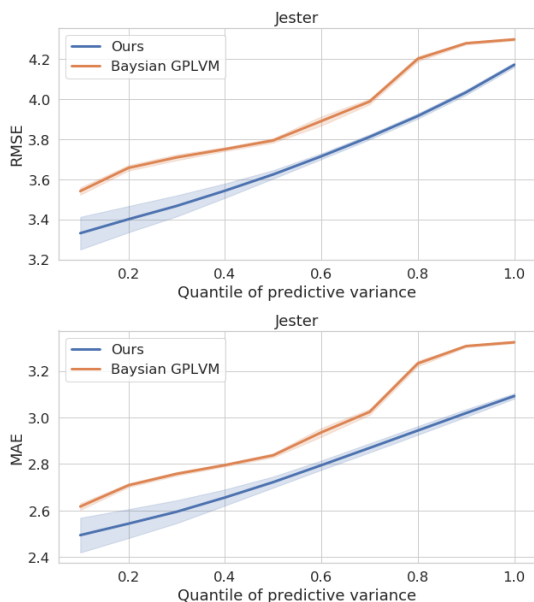 Jester
Ours
Baysian GPLVM
RMSE
4.2
4.0
3.8
3.6
3.4
3.2
0.2 0.4 0.6 0.8 1.0
Quantile of predictive variance
Jester
Ours
Baysian GPLVM
MAE
3.2
3.0
2.8
2.6
2.4
0.2 0.4 0.6 0.8 1.0
Quantile of predictive variance